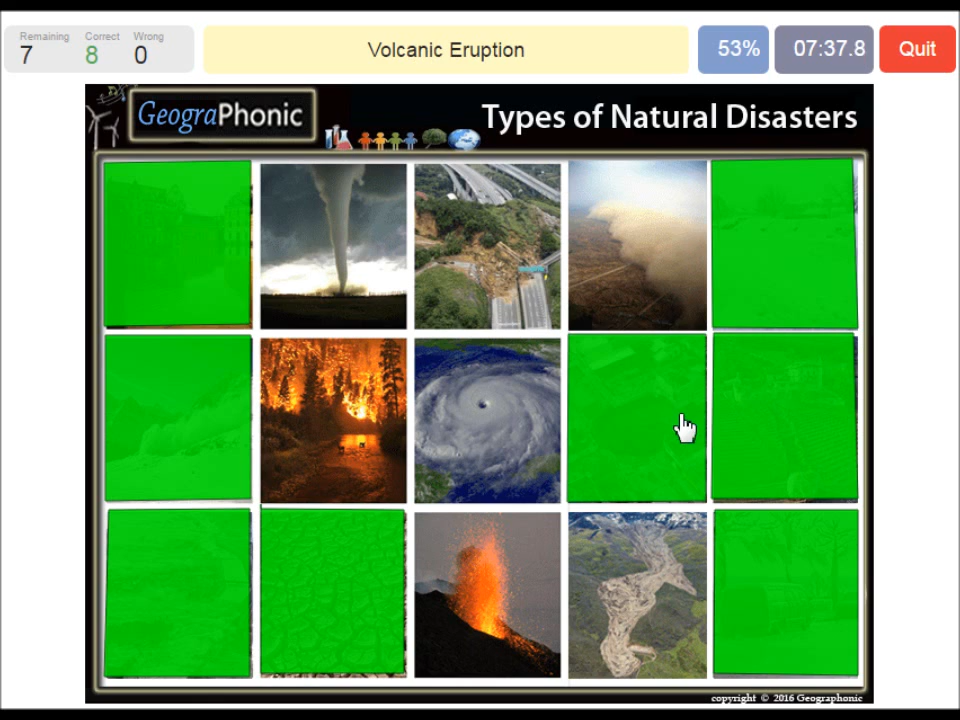 Remaining Correct Wrong
7 8 0
Volcanic Eruption
53%
07:37.8
Quit
GeograPhonic
Types of Natural Disasters
copyright © 2016 Geographonic